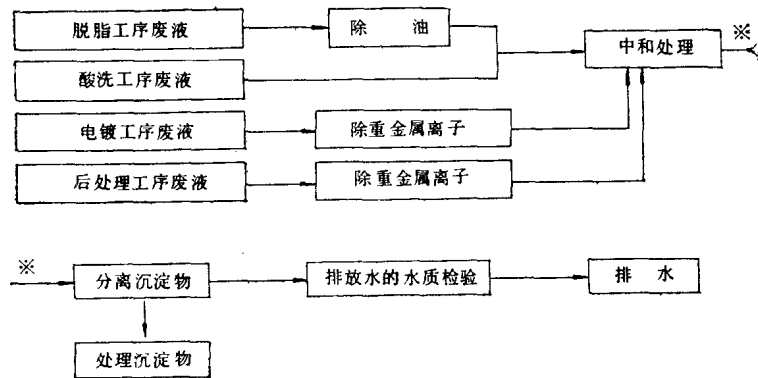 脱脂工序废液
除 油
※
中和处理
酸洗工序废液
电镀工序废液
除重金属离子
后处理工序废液
除重金属离子
※
分离沉淀物
排放水的水质检验
排 水
处理沉淀物